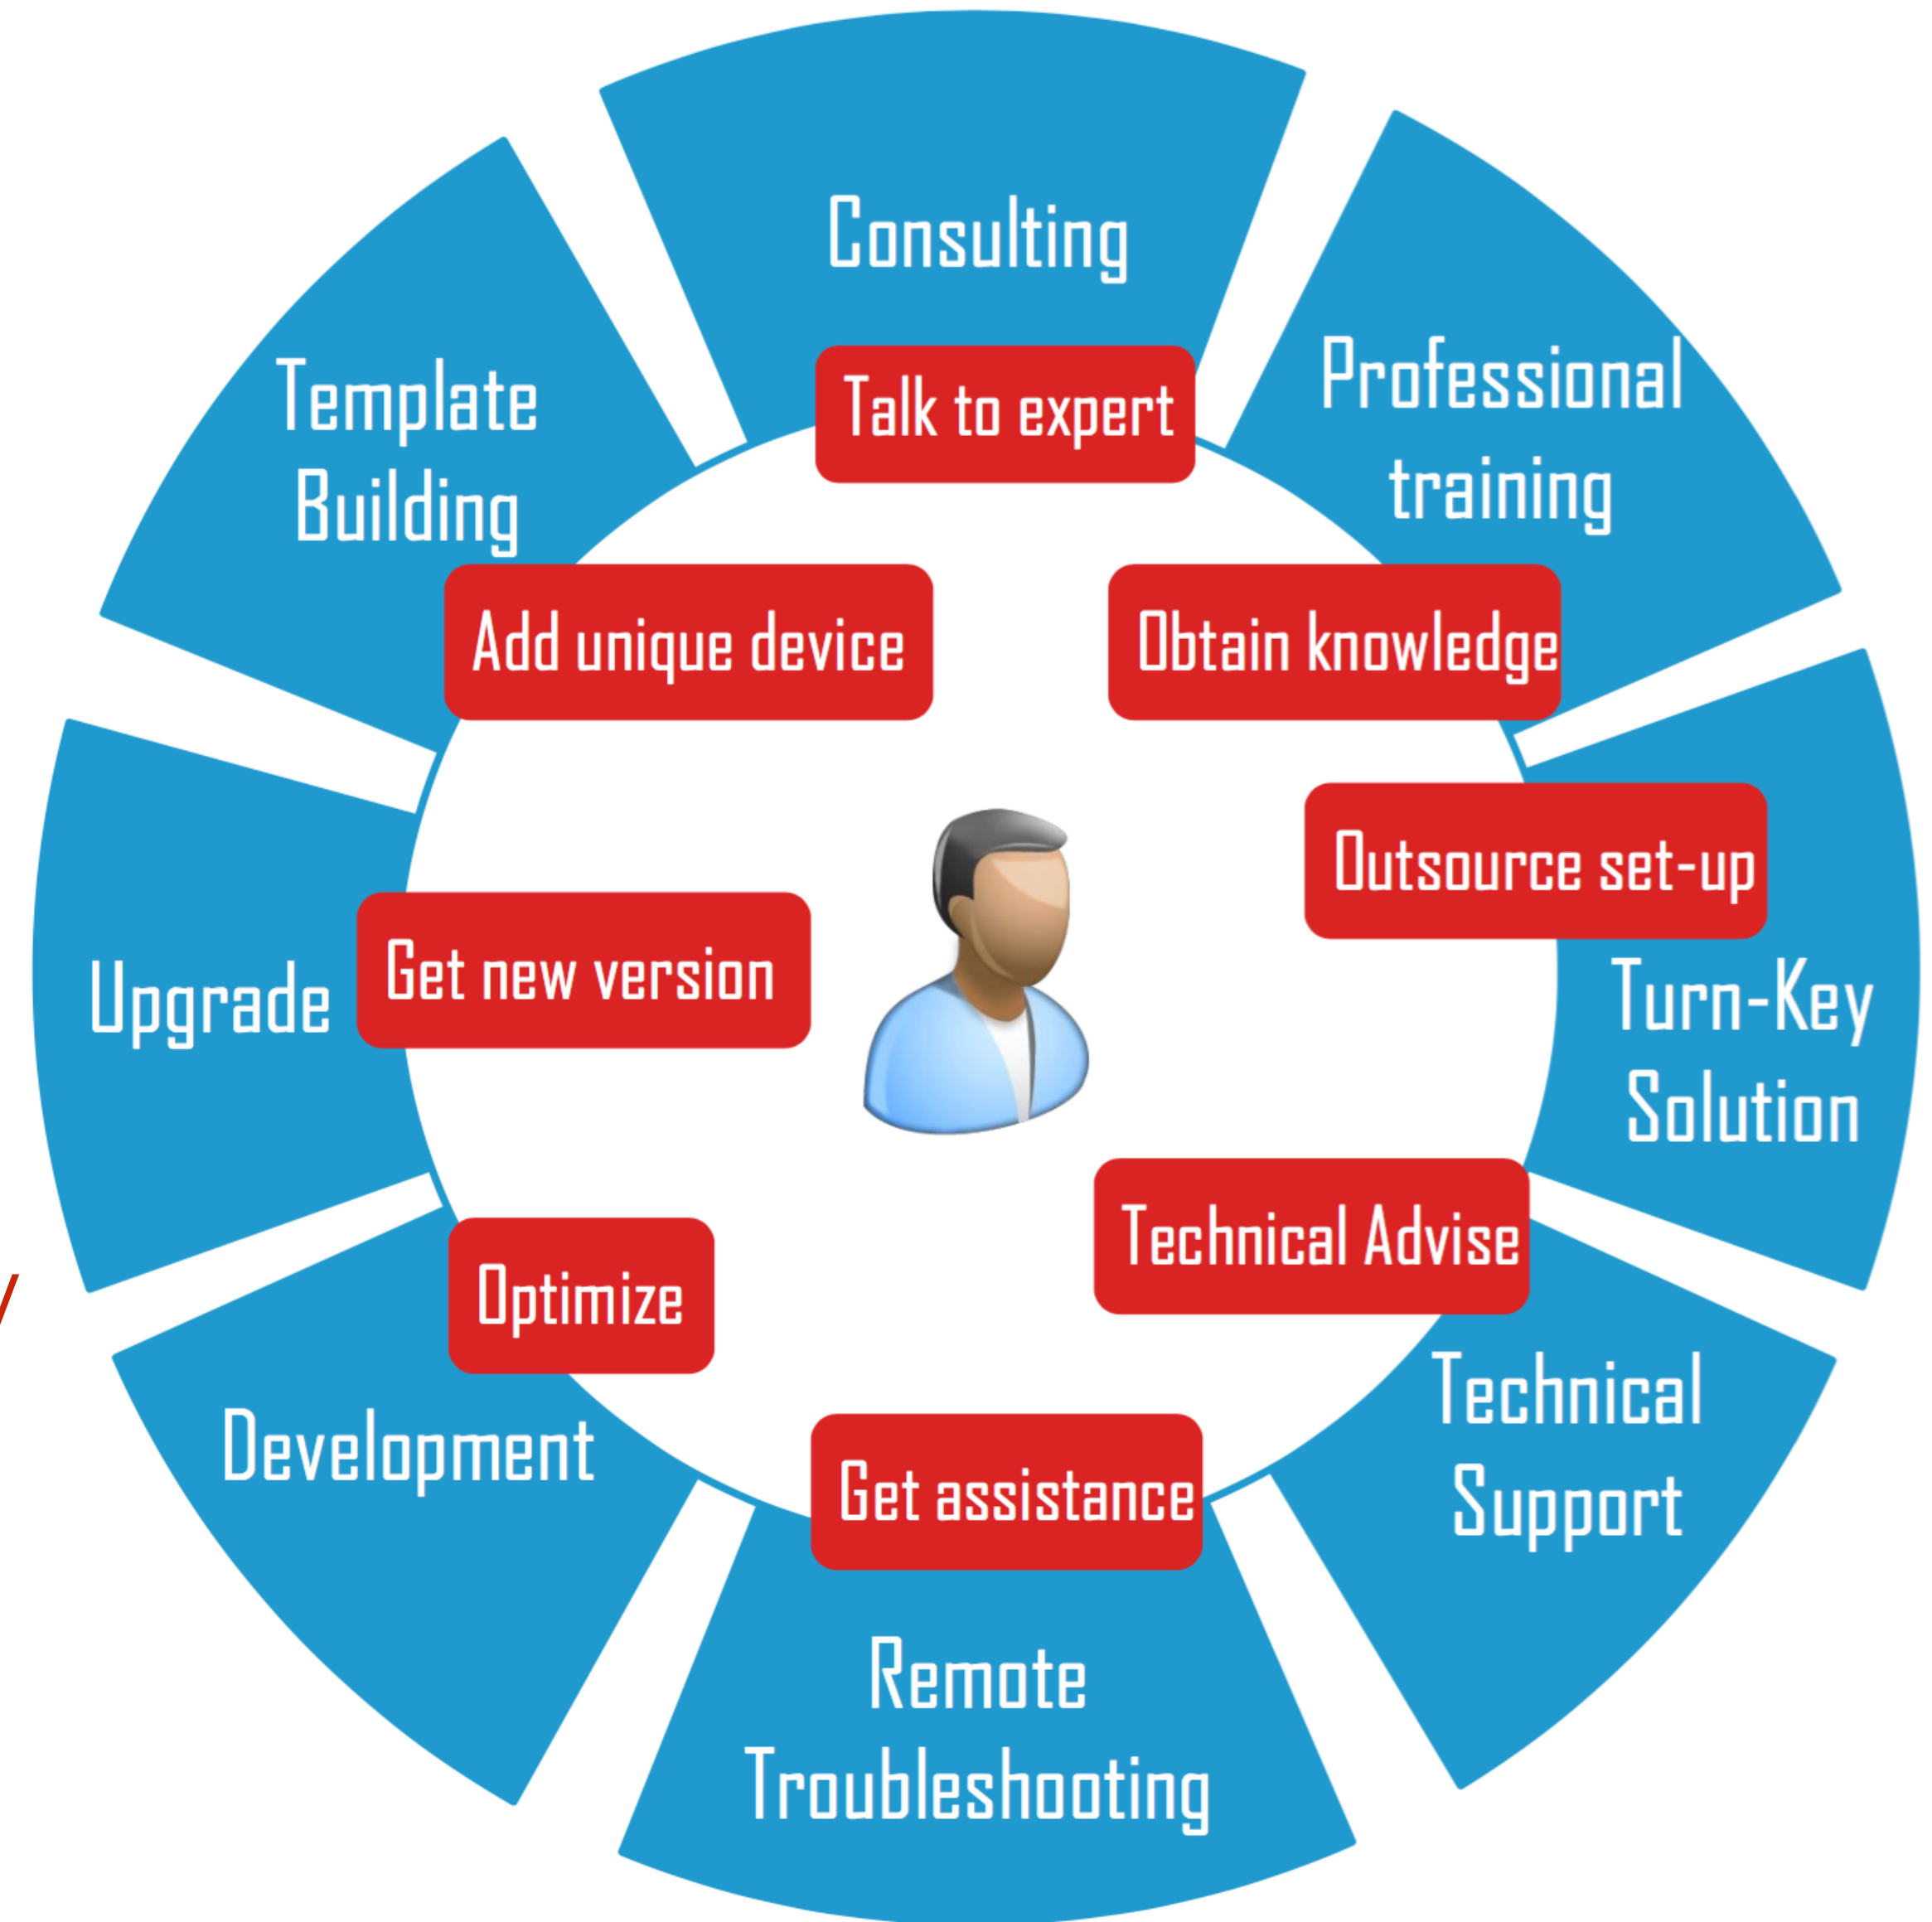 Consulting
Talk to expert
Professional
training
Obtain knowledge
Outsource set-up
Turn-Key
Solution
Technical Advise
Technical
Support
Get assistance
Remote
Troubleshooting
Optimize
Development
Upgrade
Get new version
Template
Building
Add unique device